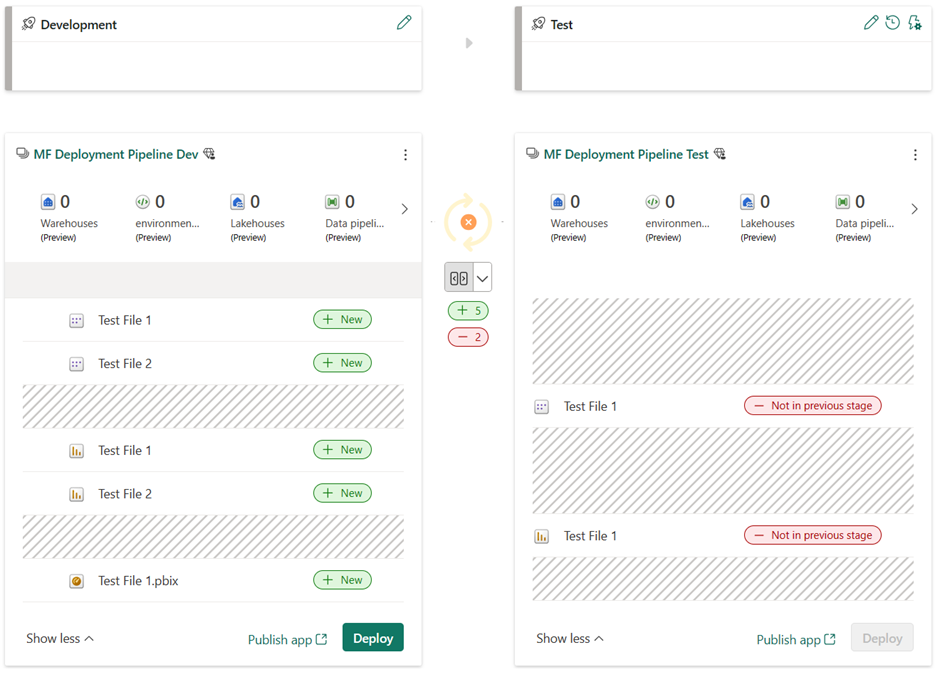 Development
Test
MF Deployment Pipeline Dev
MF Deployment Pipeline Test
0 0 0 0
Warehouses environmen... Lakehouses Data pipeli...
(Preview) (Preview) (Preview) (Preview)
0 0 0 0
Warehouses environmen... Lakehouses Data pipeli...
(Preview) (Preview) (Preview) (Preview)
+ 5
− 2
Test File 1 + New
Test File 2 + New
Test File 1 − Not in previous stage
Test File 1 + New
Test File 2 + New
Test File 1 − Not in previous stage
Test File 1.pbix + New
Show less Publish app Deploy
Show less Publish app Deploy